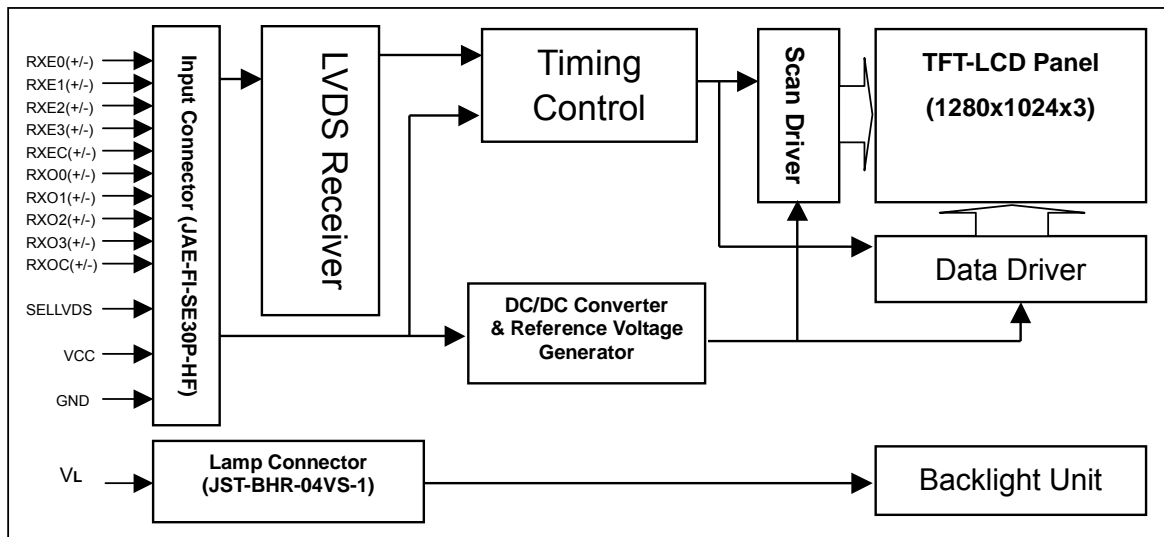 RXE0(+/-)
RXE1(+/-)
RXE2(+/-)
RXE3(+/-)
RXEC(+/-)
RXO0(+/-)
RXO1(+/-)
RXO2(+/-)
RXO3(+/-)
RXOC(+/-)
SELLVDS
VCC
GND
Input Connector (JAE-FI-SE30P-HF)
LVDS Receiver
Timing
Control
Scan Driver
TFT-LCD Panel
(1280x1024x3)
Data Driver
DC/DC Converter
& Reference Voltage
Generator
VL
Lamp Connector
(JST-BHR-04VS-1)
Backlight Unit